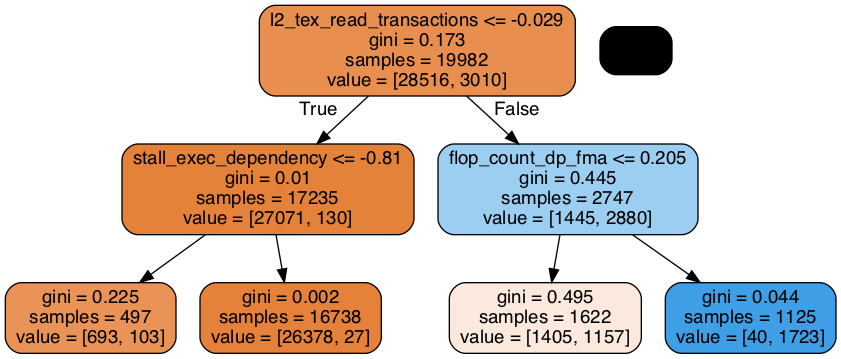 l2_tex_read_transactions <= -0.029
gini = 0.173
samples = 19982
value = [28516, 3010]
True
False
stall_exec_dependency <= -0.81
gini = 0.01
samples = 17235
value = [27071, 130]
flop_count_dp_fma <= 0.205
gini = 0.445
samples = 2747
value = [1445, 2880]
gini = 0.225
samples = 497
value = [693, 103]
gini = 0.002
samples = 16738
value = [26378, 27]
gini = 0.495
samples = 1622
value = [1405, 1157]
gini = 0.044
samples = 1125
value = [40, 1723]